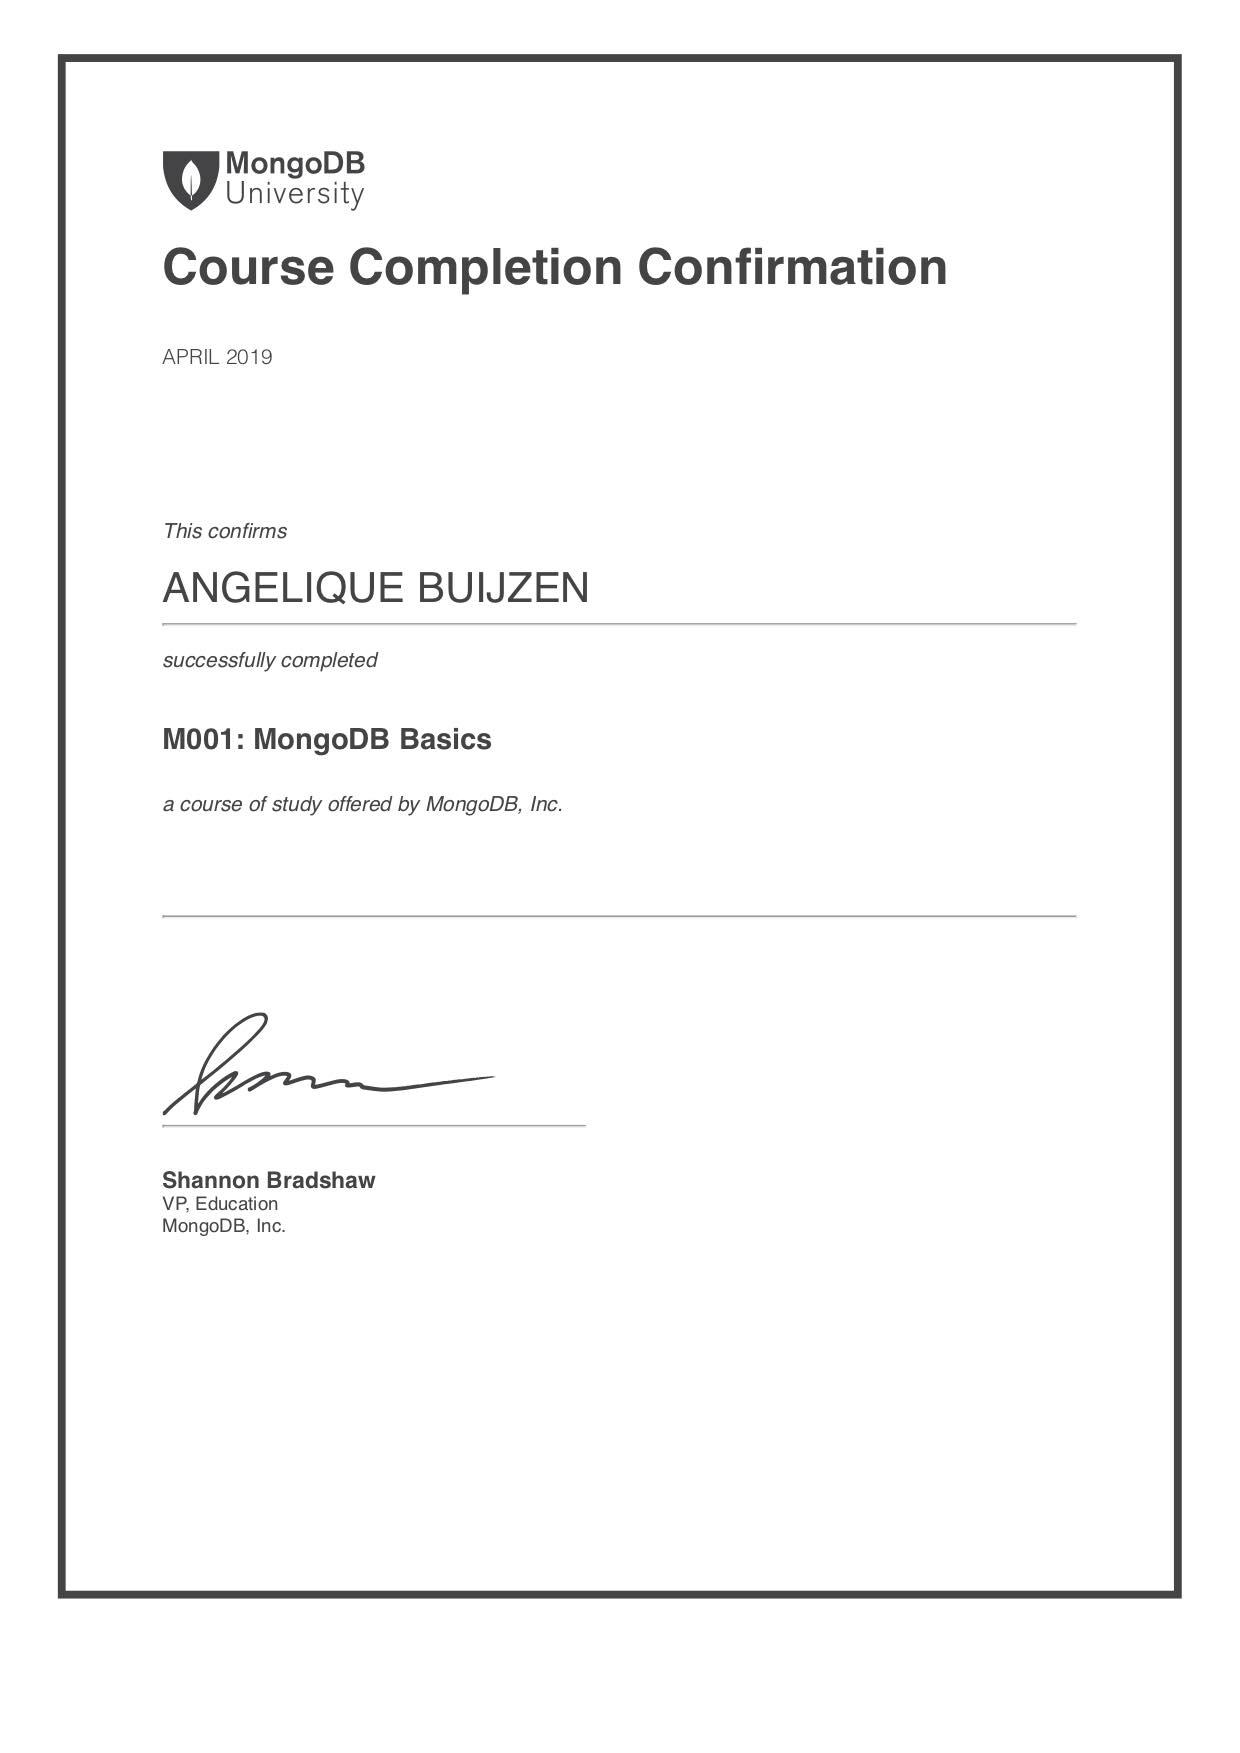 MongoDB
University
Course Completion Confirmation
APRIL 2019
This confirms
ANGELIQUE BUIJZEN
successfully completed
M001: MongoDB Basics
a course of study offered by MongoDB, Inc.
Shannon Bradshaw
VP, Education
MongoDB, Inc.